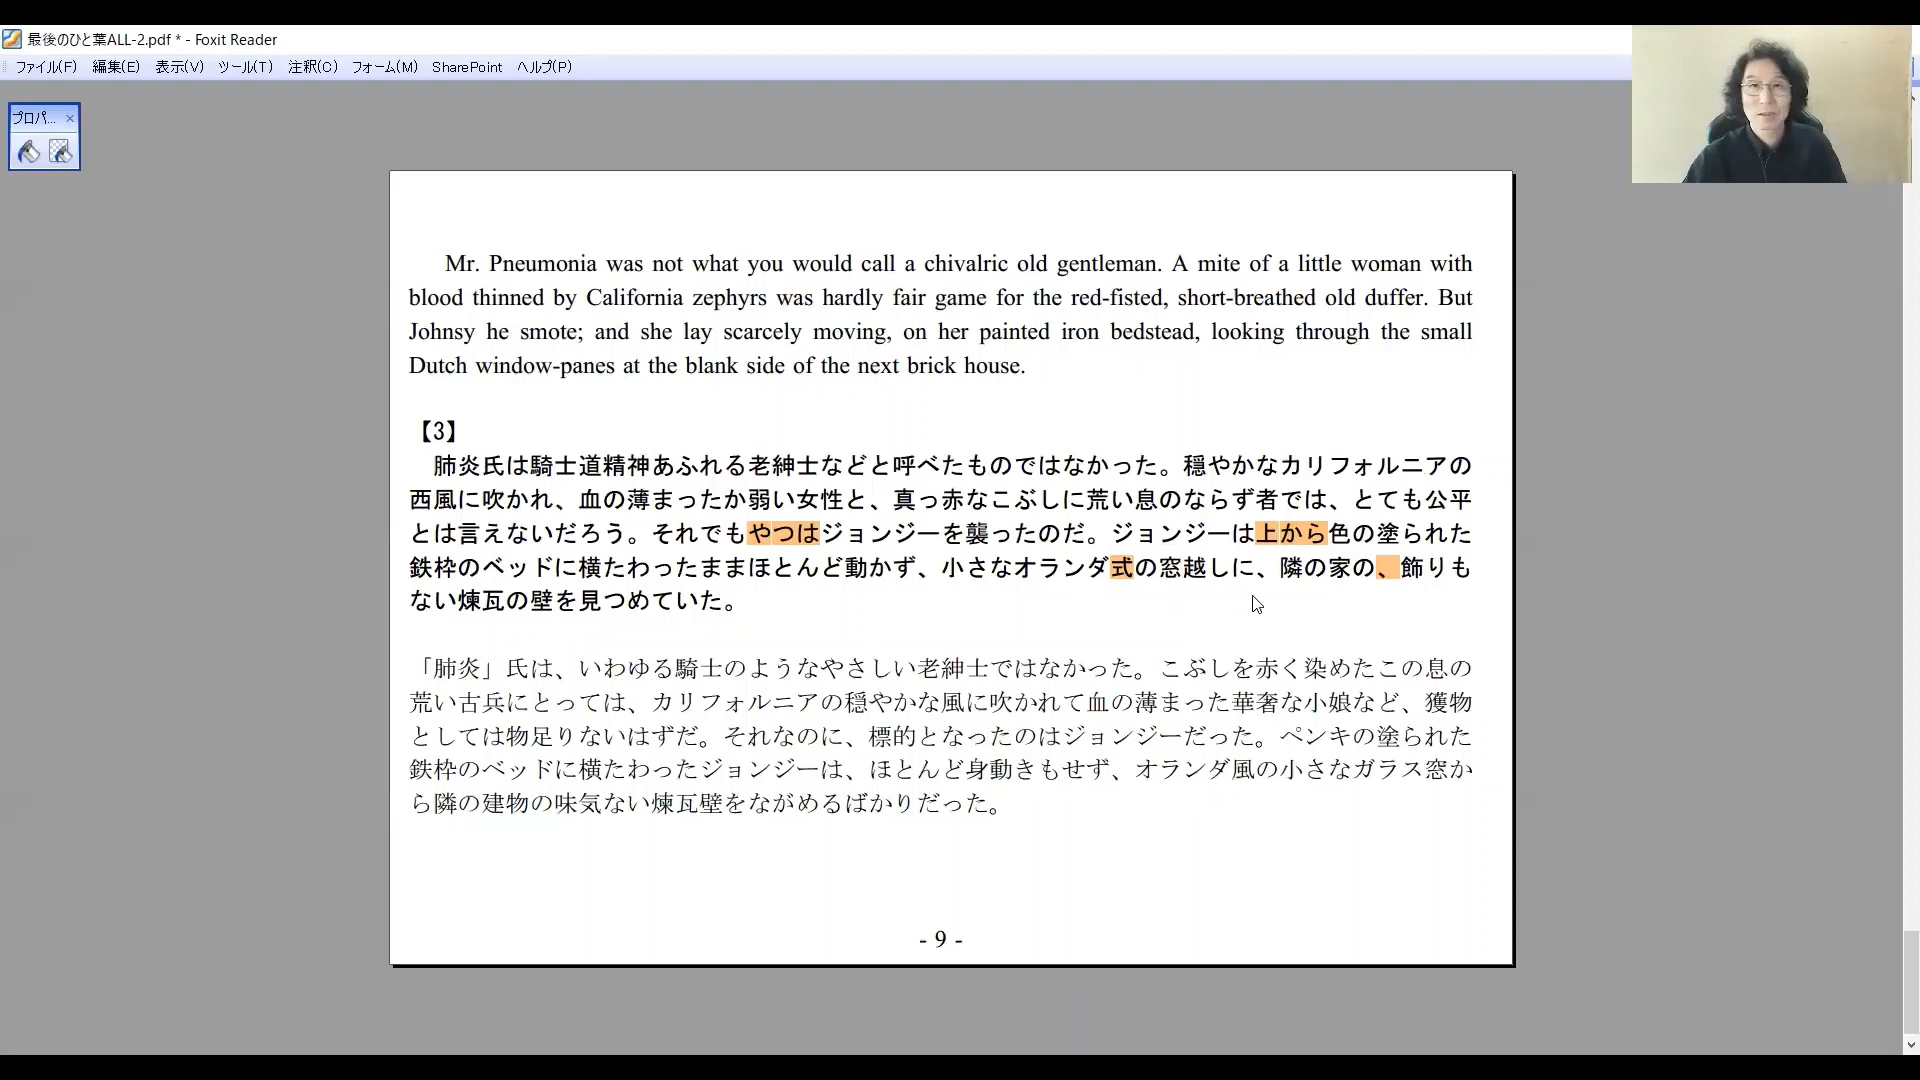 最後のひと葉ALL-2.pdf * - Foxit Reader
ファイル(F) 編集(E) 表示(V) ツール(T) 注釈(C) フォーム(M) SharePoint ヘルプ(P)
プロパ... ×
Mr. Pneumonia was not what you would call a chivalric old gentleman. A mite of a little woman with
blood thinned by California zephyrs was hardly fair game for the red-fisted, short-breathed old duffer. But
Johnsy he smote; and she lay scarcely moving, on her painted iron bedstead, looking through the small
Dutch window-panes at the blank side of the next brick house.
【3】
肺炎氏は騎士道精神あふれる老紳士などと呼べたものではなかった。穏やかなカリフォルニアの
西風に吹かれ、血の薄まったか弱い女性と、真っ赤なこぶしに荒い息のならず者では、とても公平
とは言えないだろう。それでもやつはジョンジーを襲ったのだ。ジョンジーは上から色の塗られた
鉄枠のベッドに横たわったままほとんど動かず、小さなオランダ式の窓越しに、隣の家の、飾りも
ない煉瓦の壁を見つめていた。
「肺炎」氏は、いわゆる騎士のようなやさしい老紳士ではなかった。こぶしを赤く染めたこの息の
荒い古兵にとっては、カリフォルニアの穏やかな風に吹かれて血の薄まった華奢な小娘など、獲物
としては物足りないはずだ。それなのに、標的となったのはジョンジーだった。ペンキの塗られた
鉄枠のベッドに横たわったジョンジーは、ほとんど身動きもせず、オランダ風の小さなガラス窓か
ら隣の建物の味気ない煉瓦壁をながめるばかりだった。
- 9 -